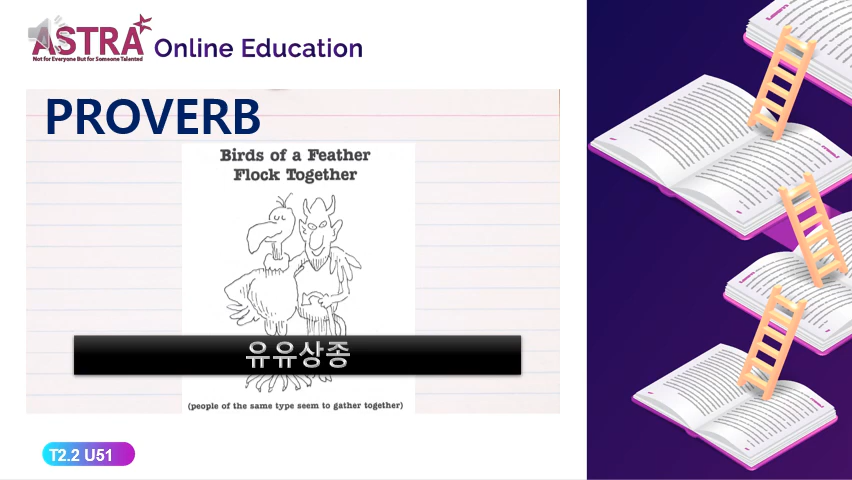 ASTRA
Not for Everyone But for Someone Talented
Online Education
PROVERB
Birds of a Feather
Flock Together
유유상종
(people of the same type seem to gather together)
T2.2 U51